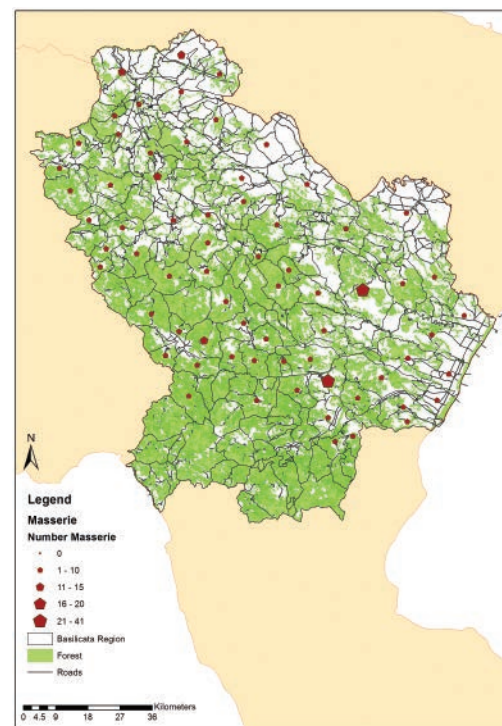 N
Legend
Masserie
Number Masserie
0
1 - 10
11 - 15
16 - 20
21 - 41
Basilicata Region
Forest
Roads
Kilometers
0 4.5 9 18 27 36